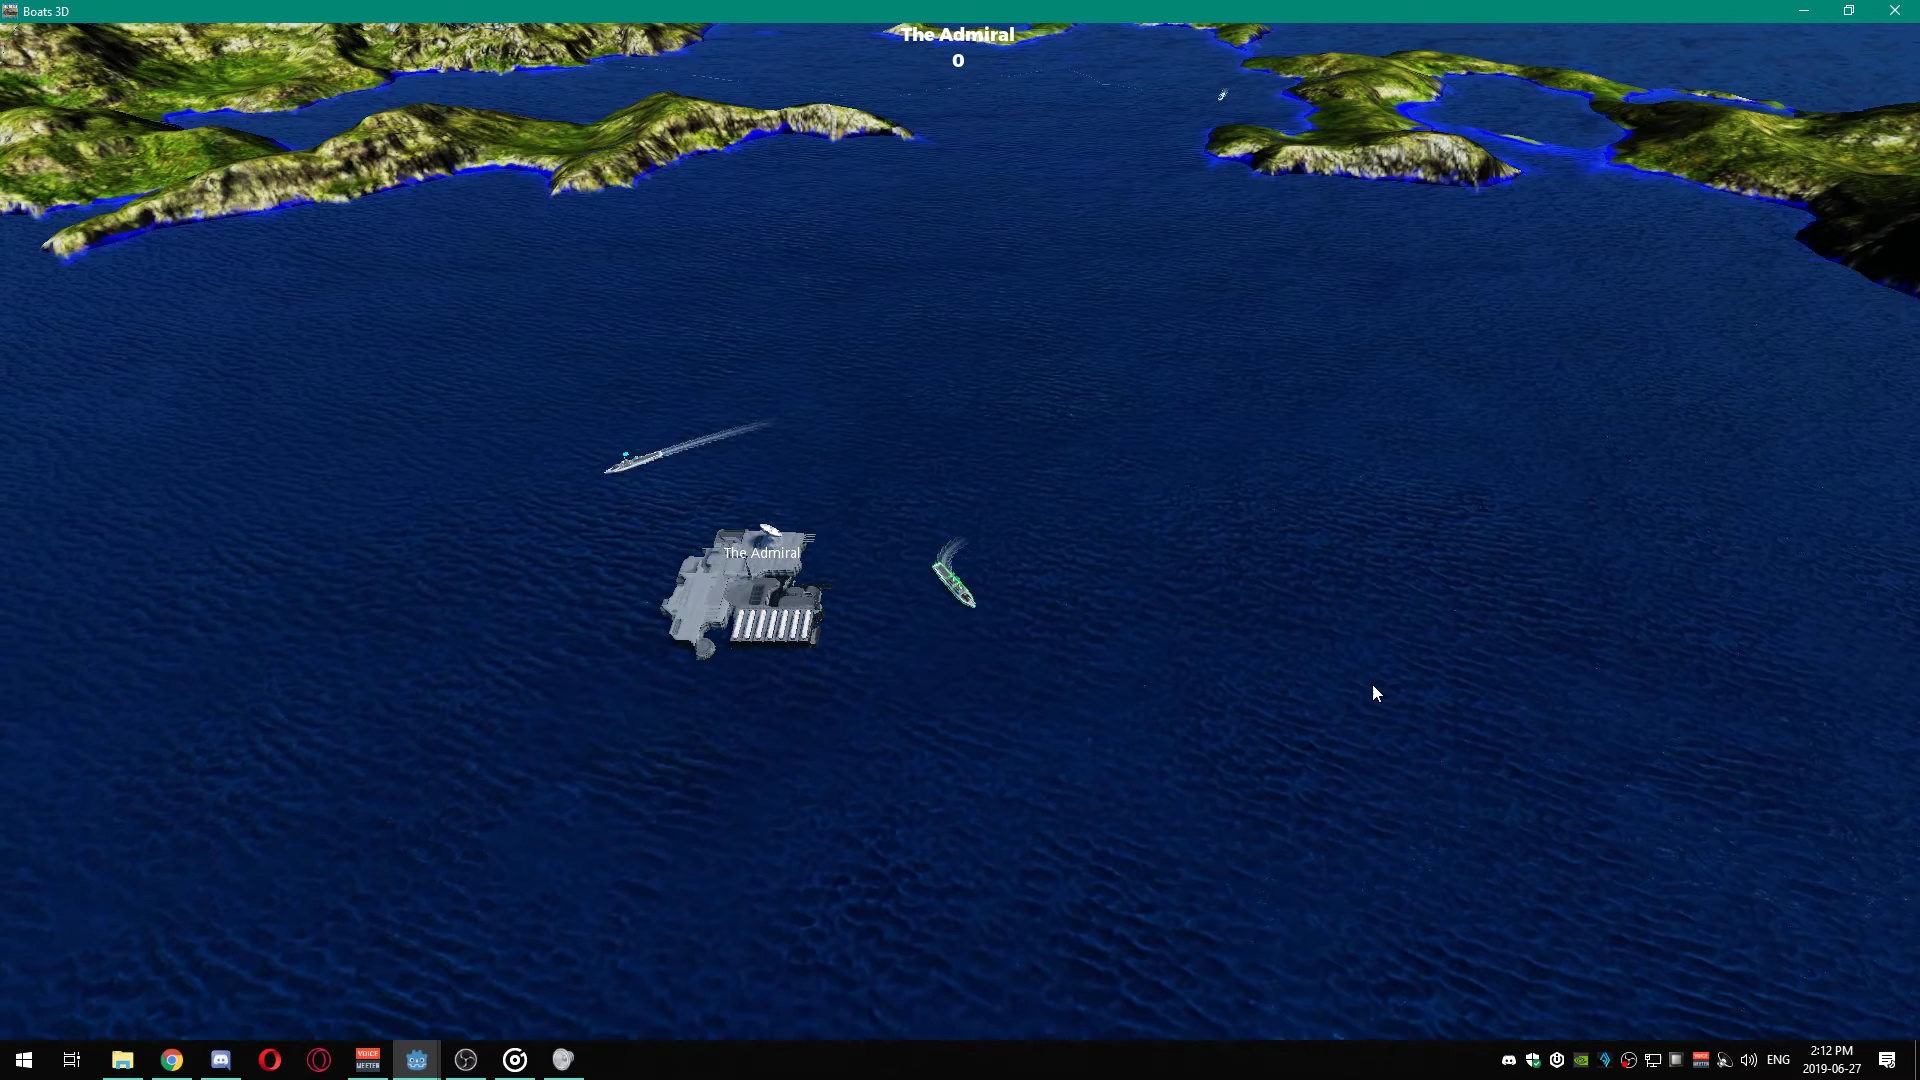 Boats 3D
The Admiral
0
The Admiral
VOICE
MEETER
ENG
2:12 PM
2019-06-27